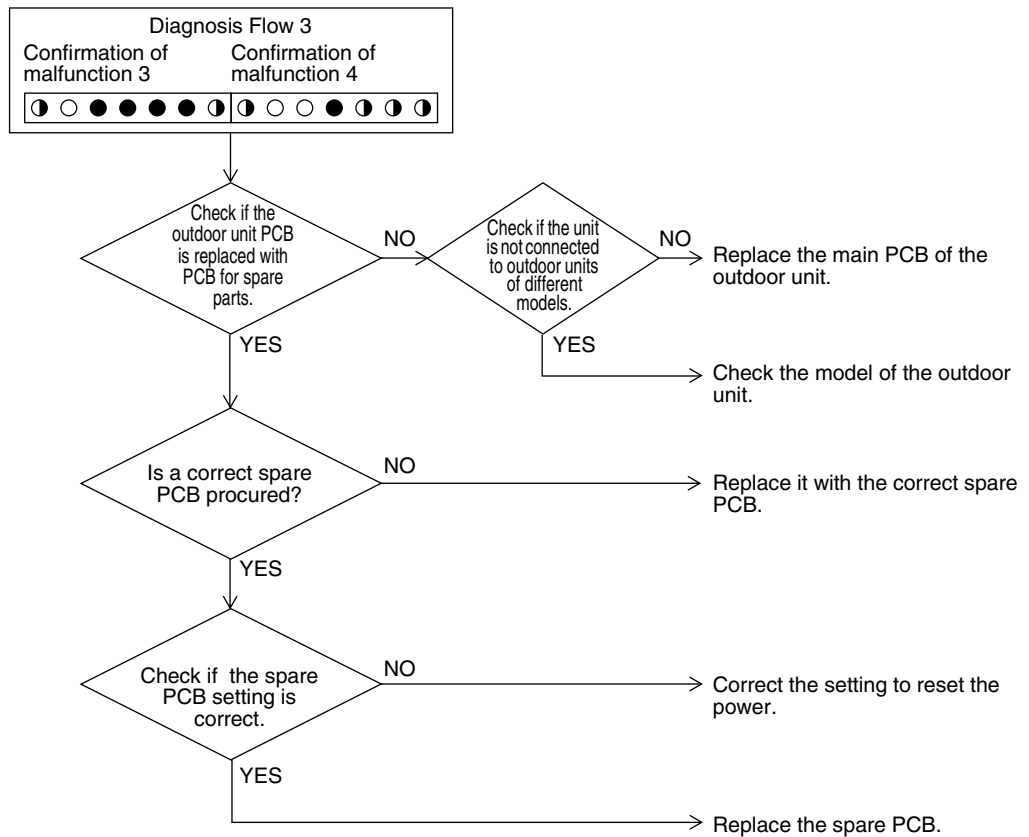 Diagnosis Flow 3
Confirmation of
malfunction 3
Confirmation of
malfunction 4
Check if the
outdoor unit PCB
is replaced with
PCB for spare
parts.
NO
Check if the unit
is not connected
to outdoor units
of different
models.
NO
Replace the main PCB of the
outdoor unit.
YES
YES
Check the model of the outdoor
unit.
Is a correct spare
PCB procured?
NO
Replace it with the correct spare
PCB.
YES
Check if the spare
PCB setting is
correct.
NO
Correct the setting to reset the
power.
YES
Replace the spare PCB.